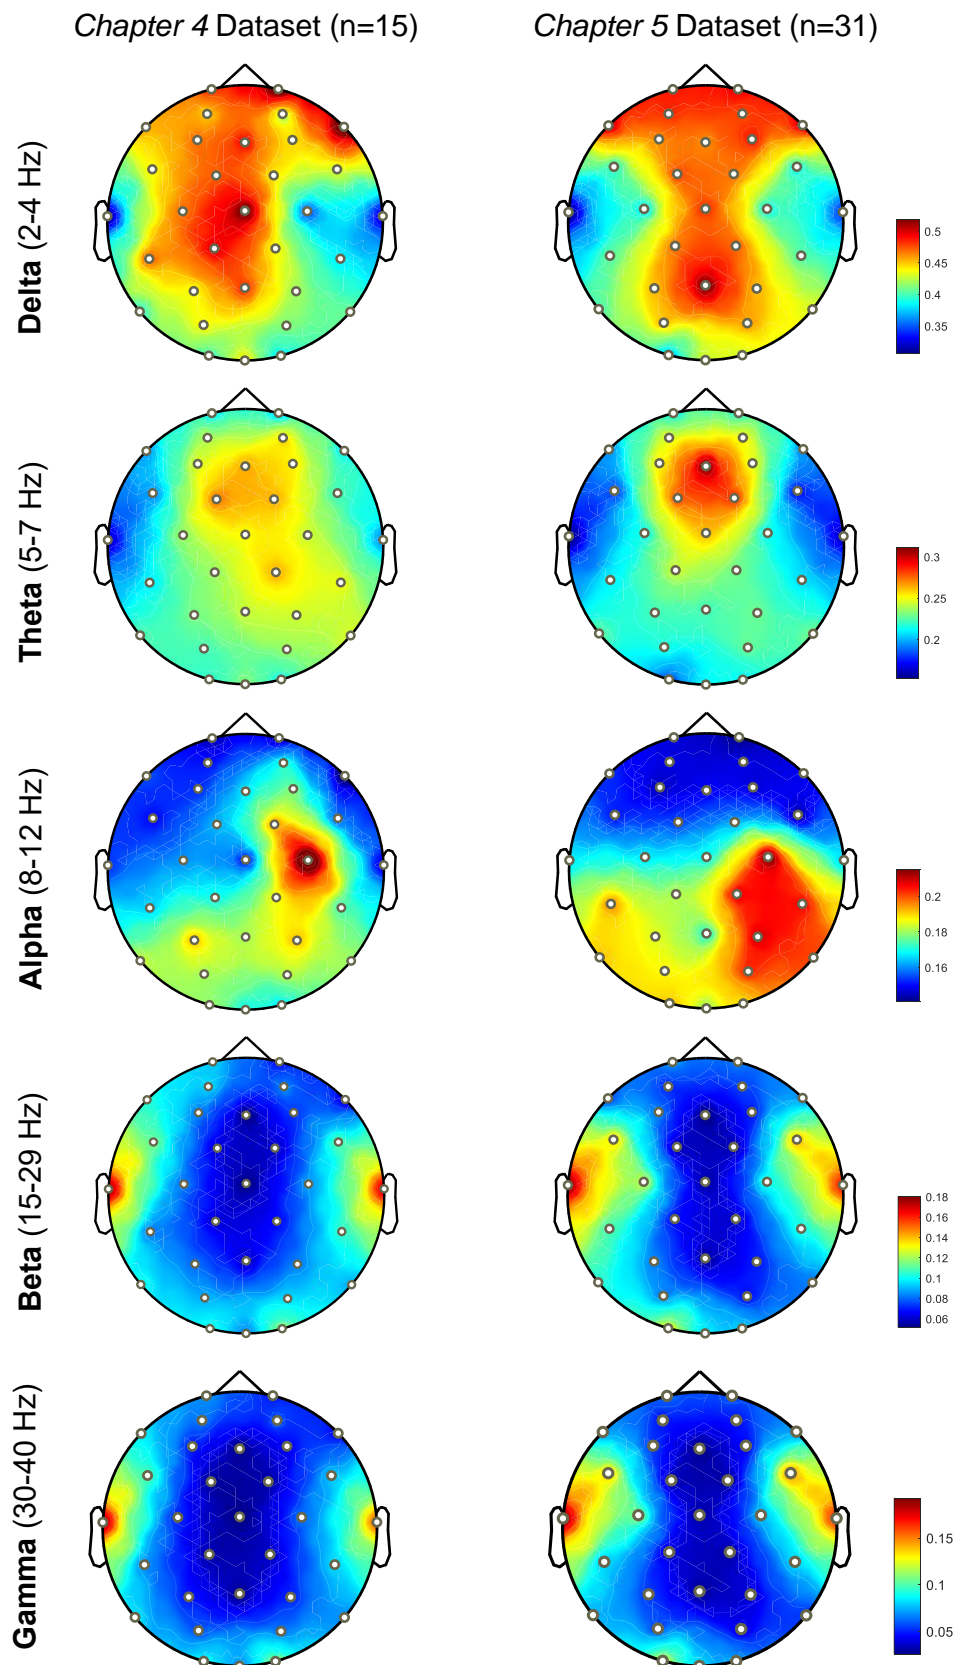 Chapter 4 Dataset (n=15)
Chapter 5 Dataset (n=31)
Delta (2-4 Hz)
0.5
0.45
0.4
0.35
Theta (5-7 Hz)
0.3
0.25
0.2
Alpha (8-12 Hz)
0.2
0.18
0.16
Beta (15-29 Hz)
0.18
0.16
0.14
0.12
0.1
0.08
0.06
Gamma (30-40 Hz)
0.15
0.1
0.05